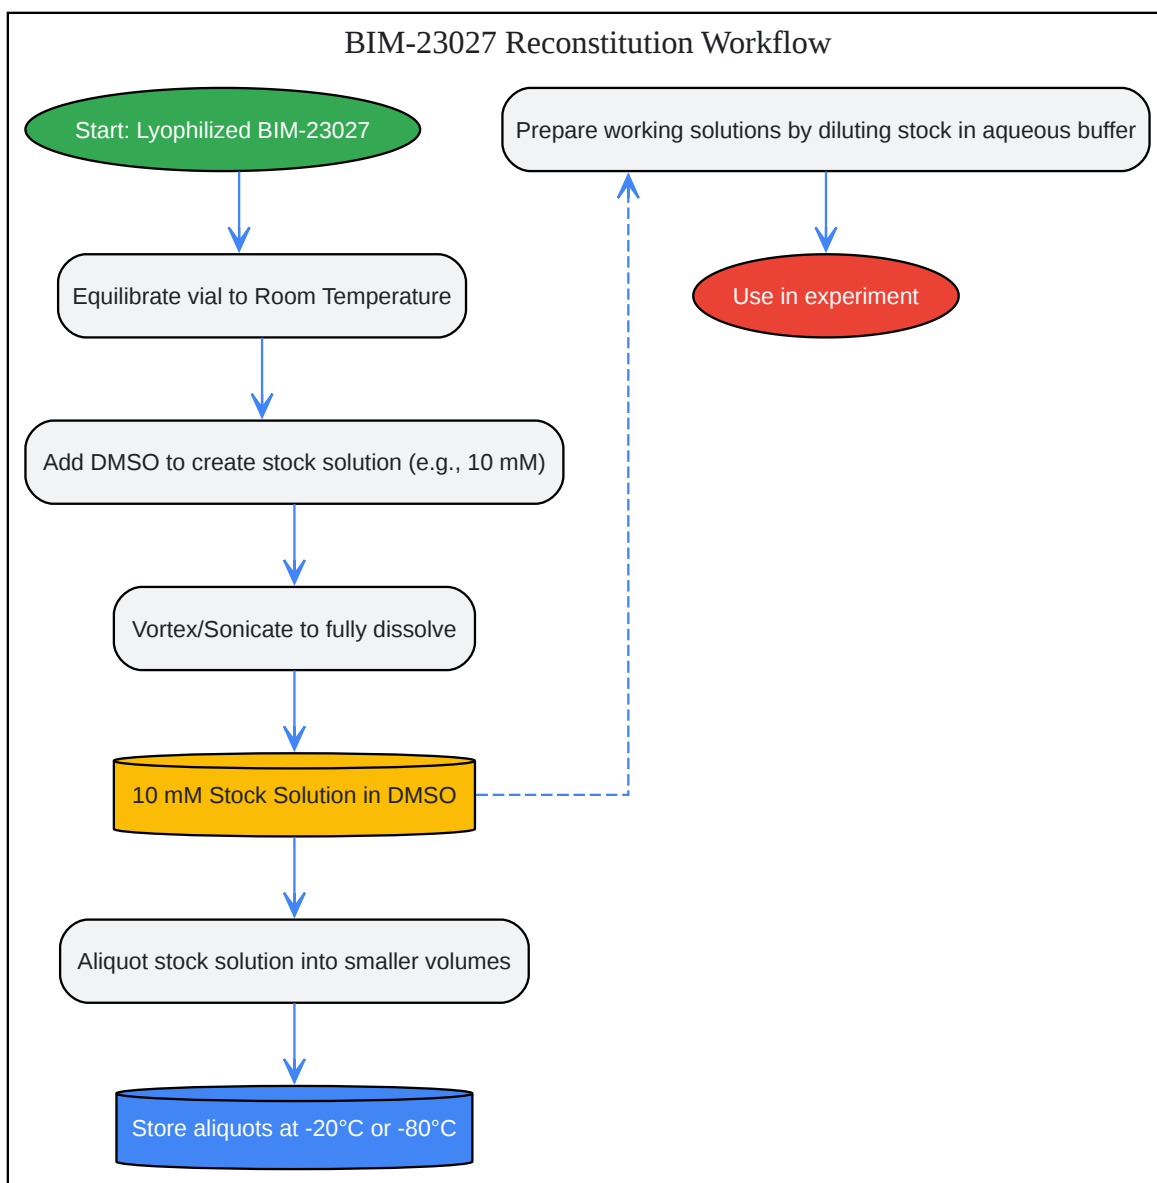 BIM-23027 Reconstitution Workflow
Start: Lyophilized BIM-23027
Equilibrate vial to Room Temperature
Add DMSO to create stock solution (e.g., 10 mM)
Vortex/Sonicate to fully dissolve
10 mM Stock Solution in DMSO
Aliquot stock solution into smaller volumes
Store aliquots at -20°C or -80°C
Prepare working solutions by diluting stock in aqueous buffer
Use in experiment